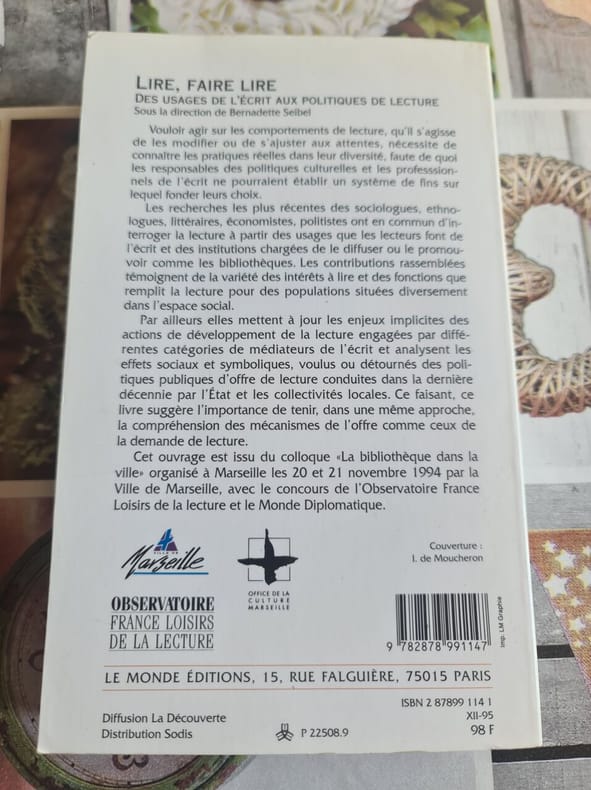 LIRE, FAIRE LIRE
DES USAGES DE L'ÉCRIT AUX POLITIQUES DE LECTURE
Sous la direction de Bernadette Seibel
Vouloir agir sur les comportements de lecture, qu'il s'agisse
de les modifier ou de s'ajuster aux attentes, nécessite de
connaître les pratiques réelles dans leur diversité, faute de quoi
les responsables des politiques culturelles et les professsion-
nels de l'écrit ne pourraient établir un système de fins sur
lequel fonder leurs choix.
Les recherches les plus récentes des sociologues, ethno-
logues, littéraires, économistes, politistes ont en commun d'in-
terroger la lecture à partir des usages que les lecteurs font de
l'écrit et des institutions chargées de le diffuser ou le promou-
voir comme les bibliothèques. Les contributions rassemblées
témoignent de la variété des intérêts à lire et des fonctions que
remplit la lecture pour des populations situées diversement
dans l'espace social.
Par ailleurs elles mettent à jour les enjeux implicites des
actions de développement de la lecture engagées par diffé-
rentes catégories de médiateurs de l'écrit et analysent les
effets sociaux et symboliques, voulus ou détournés des poli-
tiques publiques d'offre de lecture conduites dans la dernière
décennie par l'État et les collectivités locales. Ce faisant, ce
livre suggère l'importance de tenir, dans une même approche,
la compréhension des mécanismes de l'offre comme ceux de
la demande de lecture.
Cet ouvrage est issu du colloque «La bibliothèque dans la
ville» organisé à Marseille les 20 et 21 novembre 1994 par la
Ville de Marseille, avec le concours de l'Observatoire France
Loisirs de la lecture et le Monde Diplomatique.
VILLE DE
Marseille
OFFICE DE LA
CULTURE
MARSEILLE
Couverture :
I. de Moucheron
OBSERVATOIRE
FRANCE LOISIRS
DE LA LECTURE
9 782878 991147
Imp. LM Graphie
LE MONDE ÉDITIONS, 15, RUE FALGUIÈRE, 75015 PARIS
ISBN 2 87899 114 1
XII-95
98 F
Diffusion La Découverte
Distribution Sodis
P 22508.9